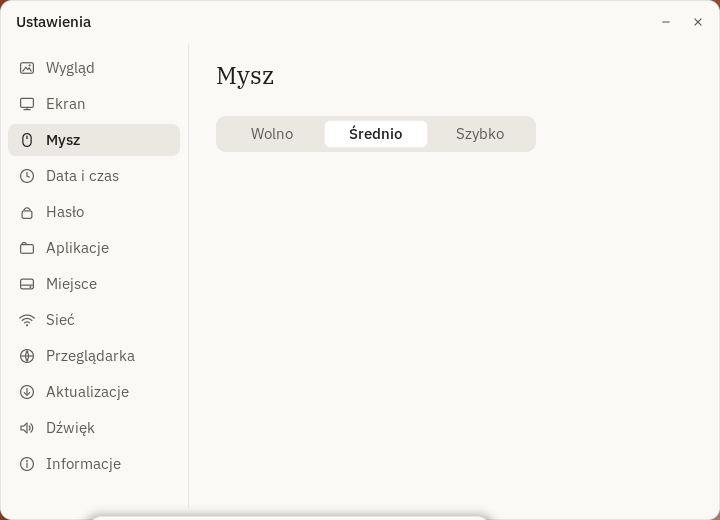 Ustawienia
Wygląd
Ekran
Mysz
Data i czas
Hasło
Aplikacje
Miejsce
Sieć
Przeglądarka
Aktualizacje
Dźwięk
Informacje
Mysz
Wolno Średnio Szybko